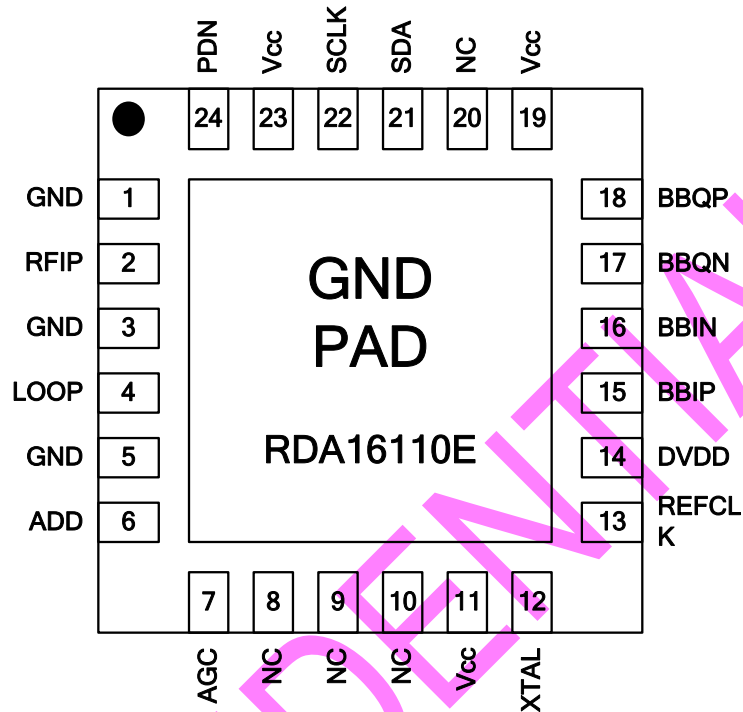 PDN
Vcc
SCLK
SDA
NC
Vcc
24
23
22
21
20
19
GND 1
RFIP 2
GND 3
LOOP 4
GND 5
ADD 6
GND
PAD
RDA16110E
18 BBQP
17 BBQN
16 BBIN
15 BBIP
14 DVDD
13 REFCL
K
7
8
9
10
11
12
AGC
NC
NC
NC
Vcc
XTAL
DENTIA